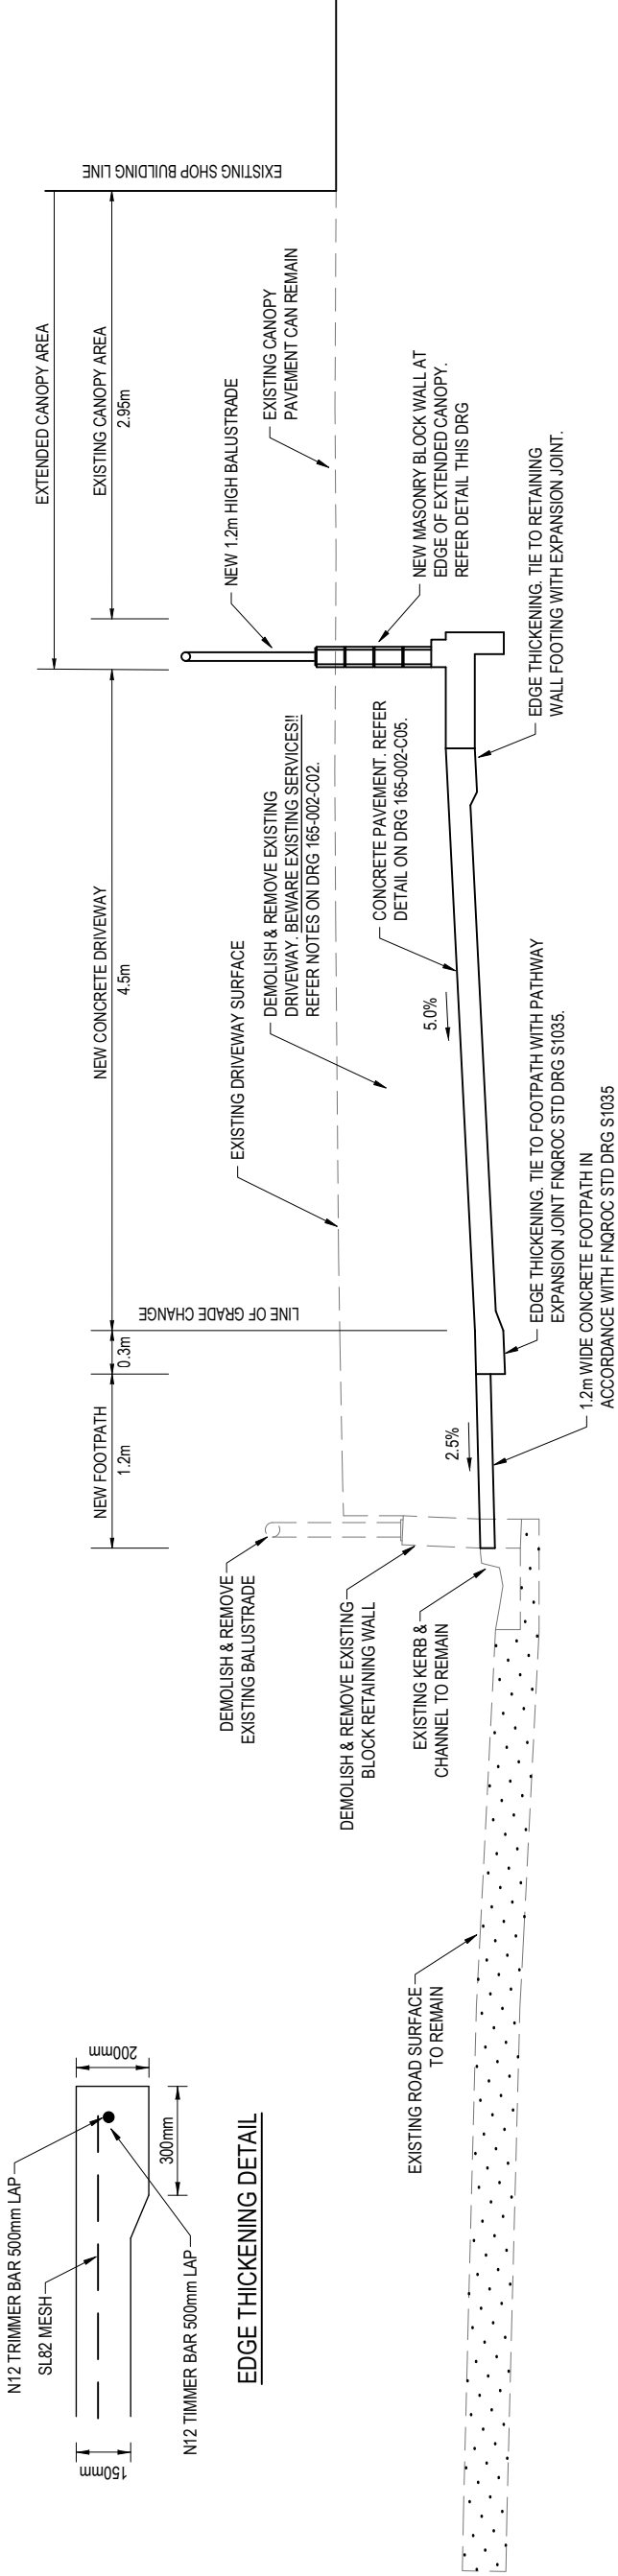 N12 TRIMMER BAR 500mm LAP
SL82 MESH
150mm
200mm
300mm
N12 TIMMER BAR 500mm LAP
EDGE THICKENING DETAIL
EXTENDED CANOPY AREA
EXISTING CANOPY AREA
2.95m
NEW CONCRETE DRIVEWAY
4.5m
0.3m
NEW FOOTPATH
1.2m
LINE OF GRADE CHANGE
EXISTING SHOP BUILDING LINE
DEMOLISH & REMOVE
EXISTING BALUSTRADE
DEMOLISH & REMOVE EXISTING
BLOCK RETAINING WALL
EXISTING KERB &
CHANNEL TO REMAIN
EXISTING ROAD SURFACE
TO REMAIN
EXISTING DRIVEWAY SURFACE
DEMOLISH & REMOVE EXISTING
DRIVEWAY. BEWARE EXISTING SERVICES!!
REFER NOTES ON DRG 165-002-C02.
NEW 1.2m HIGH BALUSTRADE
EXISTING CANOPY
PAVEMENT CAN REMAIN
NEW MASONRY BLOCK WALL AT
EDGE OF EXTENDED CANOPY.
REFER DETAIL THIS DRG
CONCRETE PAVEMENT. REFER
DETAIL ON DRG 165-002-C05.
5.0%
2.5%
EDGE THICKENING. TIE TO RETAINING
WALL FOOTING WITH EXPANSION JOINT.
EDGE THICKENING. TIE TO FOOTPATH WITH PATHWAY
EXPANSION JOINT FNQROC STD DRG S1035.
1.2m WIDE CONCRETE FOOTPATH IN
ACCORDANCE WITH FNQROC STD DRG S1035